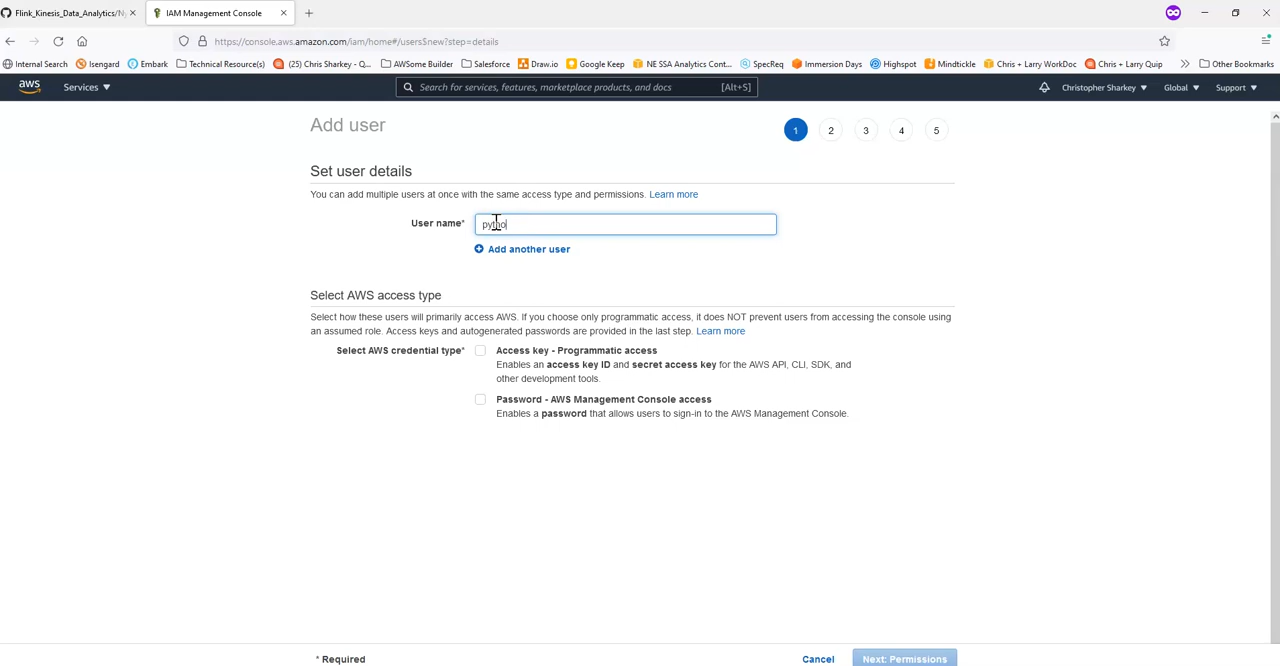 Flink_Kinesis_Data_Analytics/
IAM Management Console
https://console.aws.amazon.com/iam/home#/users$new?step=details
Internal Search
Isengard
Embark
Technical Resource(s)
(25) Chris Sharkey - Q...
AWSome Builder
Salesforce
Draw.io
Google Keep
NE SSA Analytics Cont...
SpecReq
Immersion Days
Highspot
Mindtickle
Chris + Larry WorkDoc
Chris + Larry Quip
Other Bookmarks
aws
Services
Search for services, features, marketplace products, and docs
[Alt+S]
Christopher Sharkey
Global
Support
Add user
1
2
3
4
5
Set user details
You can add multiple users at once with the same access type and permissions. Learn more
User name*
pytho
Add another user
Select AWS access type
Select how these users will primarily access AWS. If you choose only programmatic access, it does NOT prevent users from accessing the console using
an assumed role. Access keys and autogenerated passwords are provided in the last step. Learn more
Select AWS credential type*
Access key - Programmatic access
Enables an access key ID and secret access key for the AWS API, CLI, SDK, and
other development tools.
Password - AWS Management Console access
Enables a password that allows users to sign-in to the AWS Management Console.
* Required
Cancel
Next: Permissions